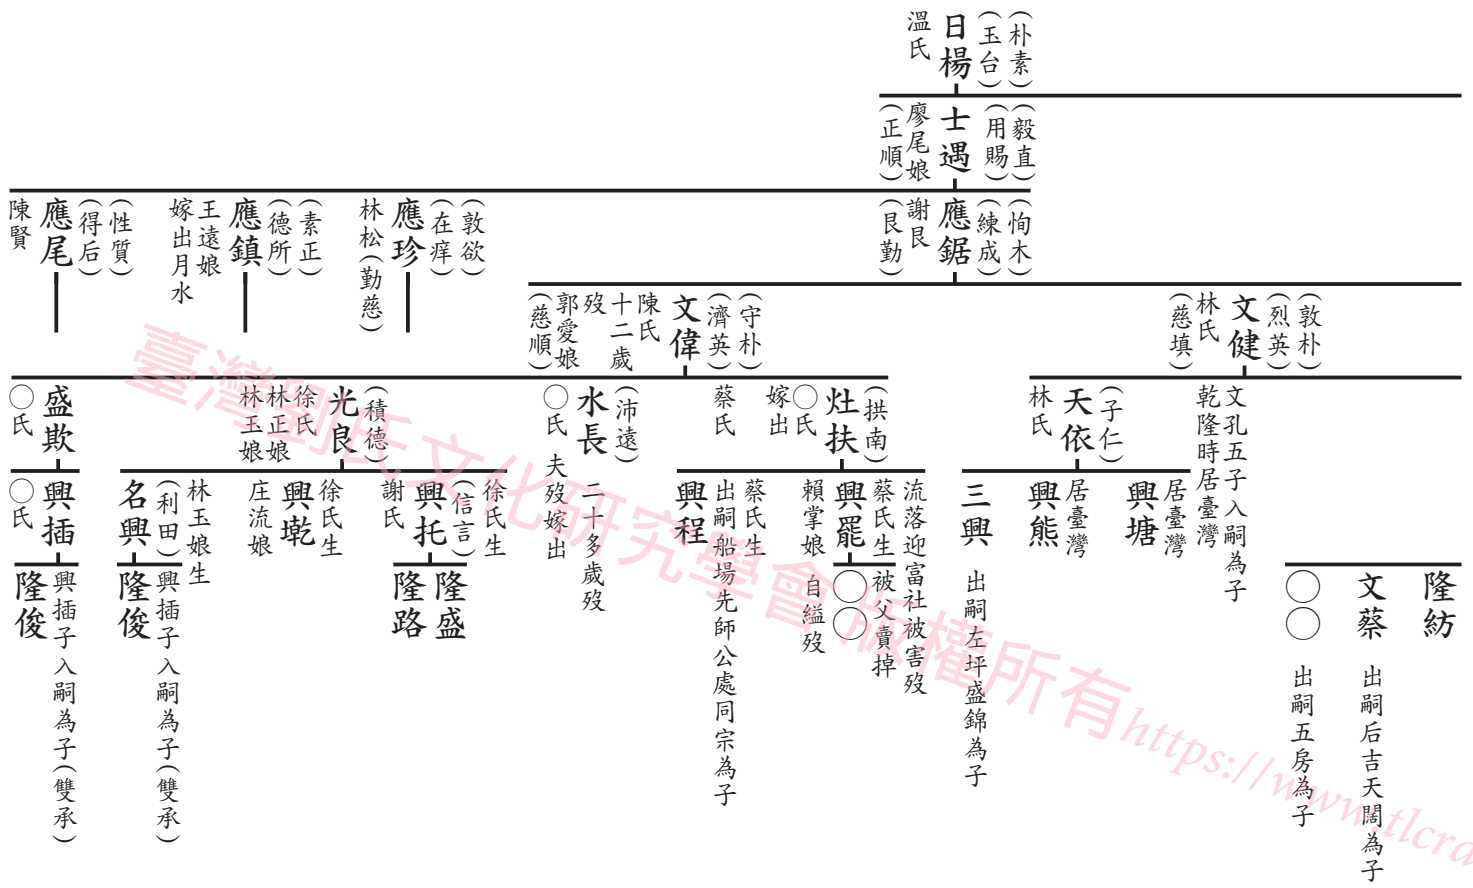 (朴素)
(玉台)
日楊
溫氏
(毅直)
(用賜)
士遇
廖尾娘
(正順)
(恂木)
(練成)
應鋸
謝艮
(艮勤)
(敦欲)
(在痒)
應珍
林松(勤慈)
(素正)
(德所)
應鎮
王遠娘
嫁出月水
(性質)
(得后)
應尾
陳賢
(敦朴)
(烈英)
文健
林氏
(慈填)
(守朴)
(濟英)
文偉
陳氏
十二歲
歿
郭愛娘
(慈順)
文孔五子入嗣為子
乾隆時居臺灣
(子仁)
天依
林氏
(拱南)
灶扶
◯氏
嫁出
蔡氏
(沛遠)
水長
◯氏
二十多歲歿
夫歿嫁出
(積德)
光良
徐氏
林正娘
林玉娘
盛欺
◯氏
居臺灣
興塘
居臺灣
興熊
三興
出嗣左坪盛錦為子
流落迎富社被害歿
蔡氏生
興罷
賴掌娘
自縊歿
蔡氏生
出嗣船場先師公處同宗為子
興程
徐氏生
(信言)
興托
謝氏
徐氏生
興乾
庄流娘
林玉娘生
(利田)
名興
興插
◯氏
隆紡
文蔡
出嗣后吉天闊為子
◯◯
出嗣五房為子
被父賣掉
◯◯
隆盛
隆路
興插子入嗣為子(雙承)
隆俊
興插子入嗣為子(雙承)
隆俊
臺灣劉氏文化研究學會 版權所有https://www.tlcra